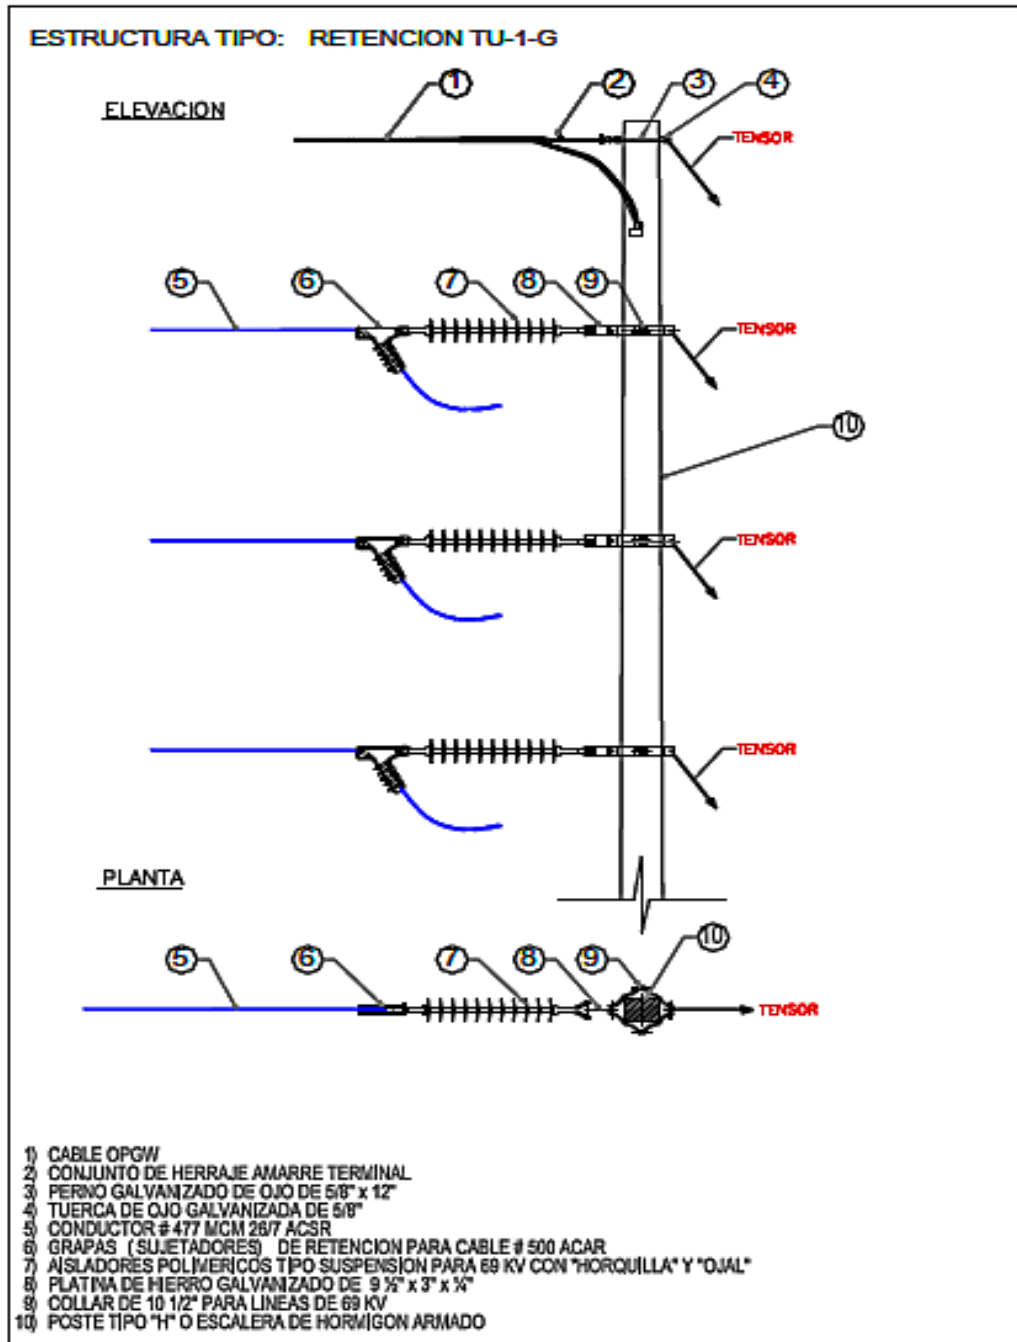 ESTRUCTURA TIPO: RETENCION TU-1-G
1 2 3 4
ELEVACION
TENSOR
5 6 7 8 9
TENSOR
10
TENSOR
TENSOR
PLANTA
10
5 6 7 8 9
TENSOR
1) CABLE OPGW
2) CONJUNTO DE HERRAJE AMARRE TERMINAL
3) PERNO GALVANIZADO DE OJO DE 5/8" x 12"
4) TUERCA DE OJO GALVANIZADA DE 5/8"
5) CONDUCTOR # 477 MCM 26/7 ACSR
6) GRAPAS ( SUJETADORES) DE RETENCION PARA CABLE # 500 ACAR
7) AISLADORES POLIMERICOS TIPO SUSPENSION PARA 69 KV CON "HORQUILLA" Y "OJAL"
8) PLATINA DE HIERRO GALVANIZADO DE 9 ½" x 3" x ¼"
9) COLLAR DE 10 1/2" PARA LINEAS DE 69 KV
10) POSTE TIPO "H" O ESCALERA DE HORMIGON ARMADO